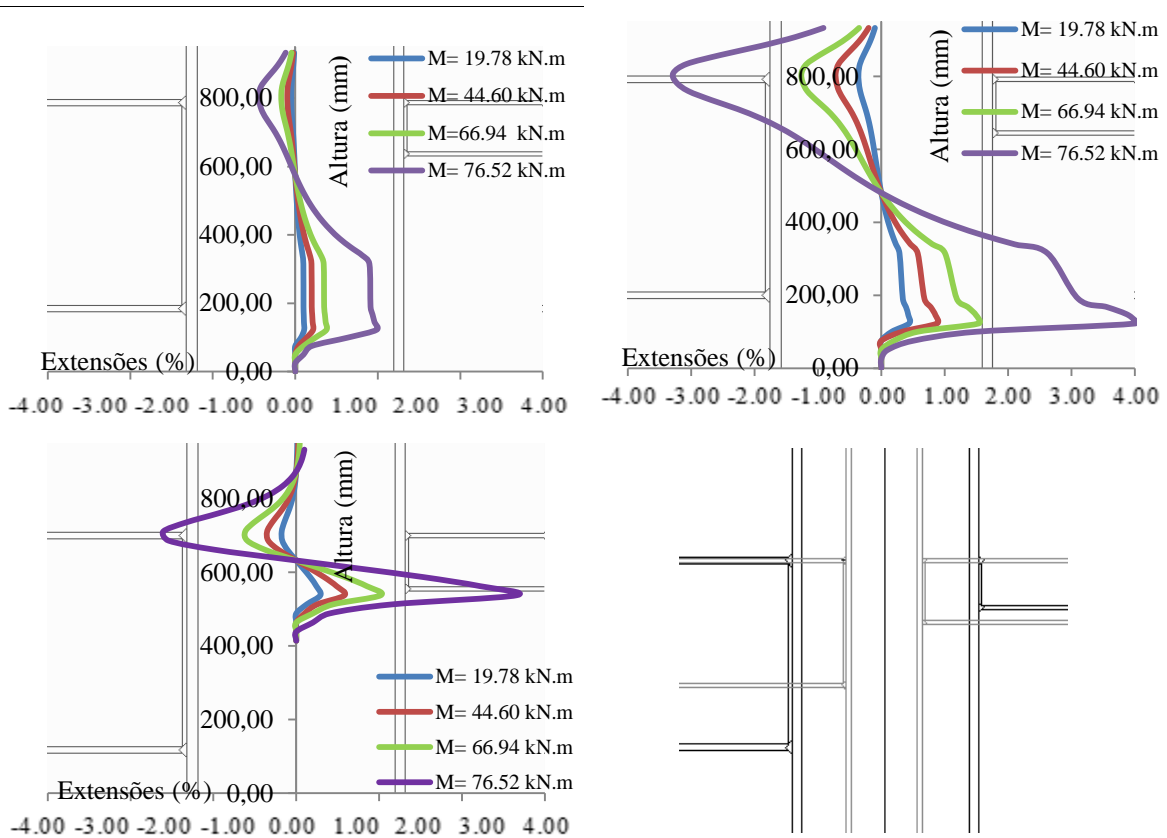 Altura (mm)
M= 19.78 kN.m
M= 44.60 kN.m
M=66.94 kN.m
M= 76.52 kN.m
800,00
600,00
400,00
200,00
0,00
Extensões (%)
-4.00 -3.00 -2.00 -1.00 0.00 1.00 2.00 3.00 4.00
Altura (mm)
M= 19.78 kN.m
M= 44.60 kN.m
M= 66.94 kN.m
M= 76.52 kN.m
800,00
600,00
400,00
200,00
0,00
Extensões (%)
-4.00 -3.00 -2.00 -1.00 0.00 1.00 2.00 3.00 4.00
Altura (mm)
800,00
600,00
400,00
200,00
0,00
M= 19.78 kN.m
M= 44.60 kN.m
M= 66.94 kN.m
M= 76.52 kN.m
Extensões (%)
-4.00 -3.00 -2.00 -1.00 0.00 1.00 2.00 3.00 4.00